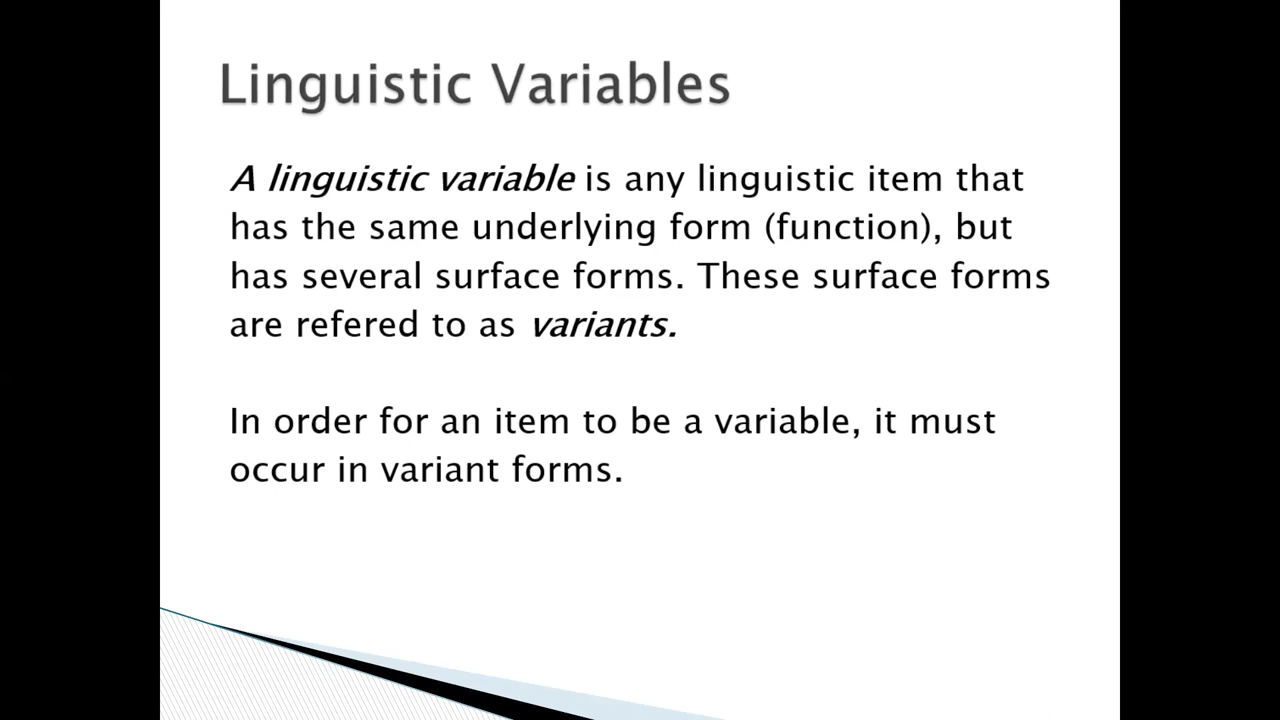 Linguistic Variables
A linguistic variable is any linguistic item that
has the same underlying form (function), but
has several surface forms. These surface forms
are refered to as variants.
In order for an item to be a variable, it must
occur in variant forms.